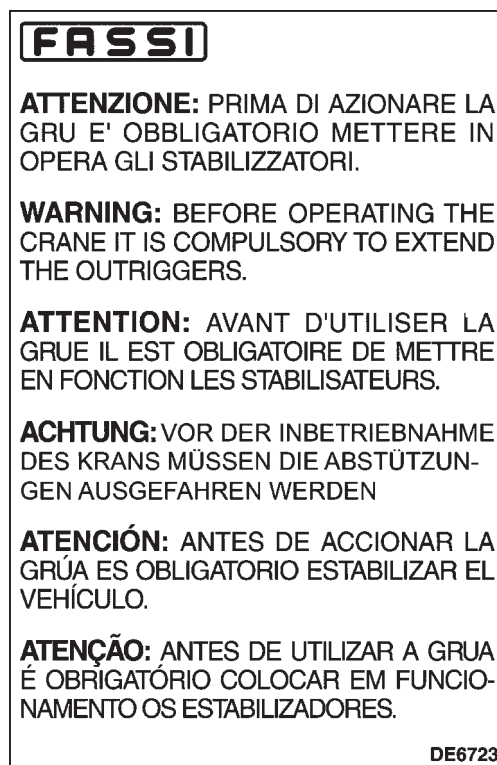 FASSI
ATTENZIONE: PRIMA DI AZIONARE LA
GRU E' OBBLIGATORIO METTERE IN
OPERA GLI STABILIZZATORI.
WARNING: BEFORE OPERATING THE
CRANE IT IS COMPULSORY TO EXTEND
THE OUTRIGGERS.
ATTENTION: AVANT D'UTILISER LA
GRUE IL EST OBLIGATOIRE DE METTRE
EN FONCTION LES STABILISATEURS.
ACHTUNG: VOR DER INBETRIEBNAHME
DES KRANS MÜSSEN DIE ABSTÜTZUN-
GEN AUSGEFAHREN WERDEN
ATENCIÓN: ANTES DE ACCIONAR LA
GRÚA ES OBLIGATORIO ESTABILIZAR EL
VEHÍCULO.
ATENÇÃO: ANTES DE UTILIZAR A GRUA
É OBRIGATÓRIO COLOCAR EM FUNCIO-
NAMENTO OS ESTABILIZADORES.
DE6723